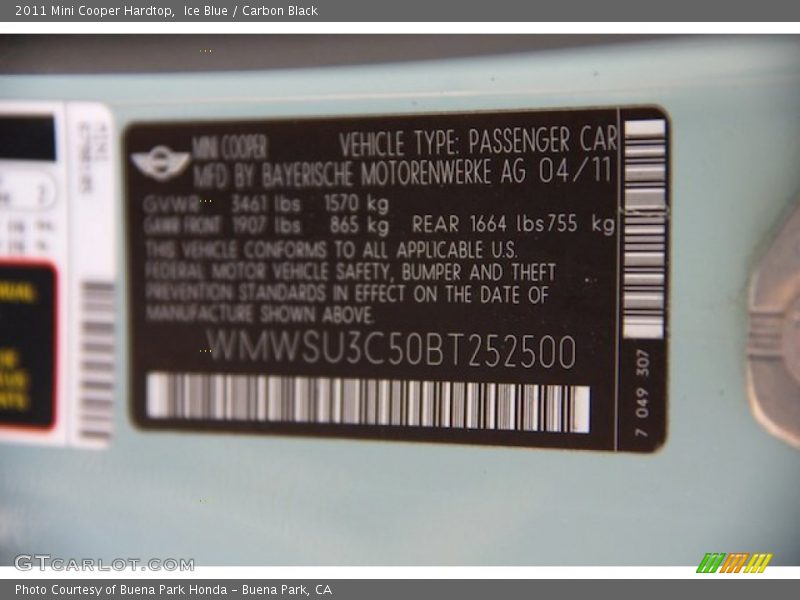 2011 Mini Cooper Hardtop, Ice Blue / Carbon Black
MINI COOPER VEHICLE TYPE: PASSENGER CAR
MFD BY BAYERISCHE MOTORENWERKE AG 04/11
GVWR 3461 lbs 1570 kg
GAWR FRONT 1907 lbs 865 kg REAR 1664 lbs 755 kg
THIS VEHICLE CONFORMS TO ALL APPLICABLE U.S.
FEDERAL MOTOR VEHICLE SAFETY, BUMPER AND THEFT
PREVENTION STANDARDS IN EFFECT ON THE DATE OF
MANUFACTURE SHOWN ABOVE.
WMWSU3C50BT252500
7 049 307
GTCARLOT.COM
Photo Courtesy of Buena Park Honda - Buena Park, CA